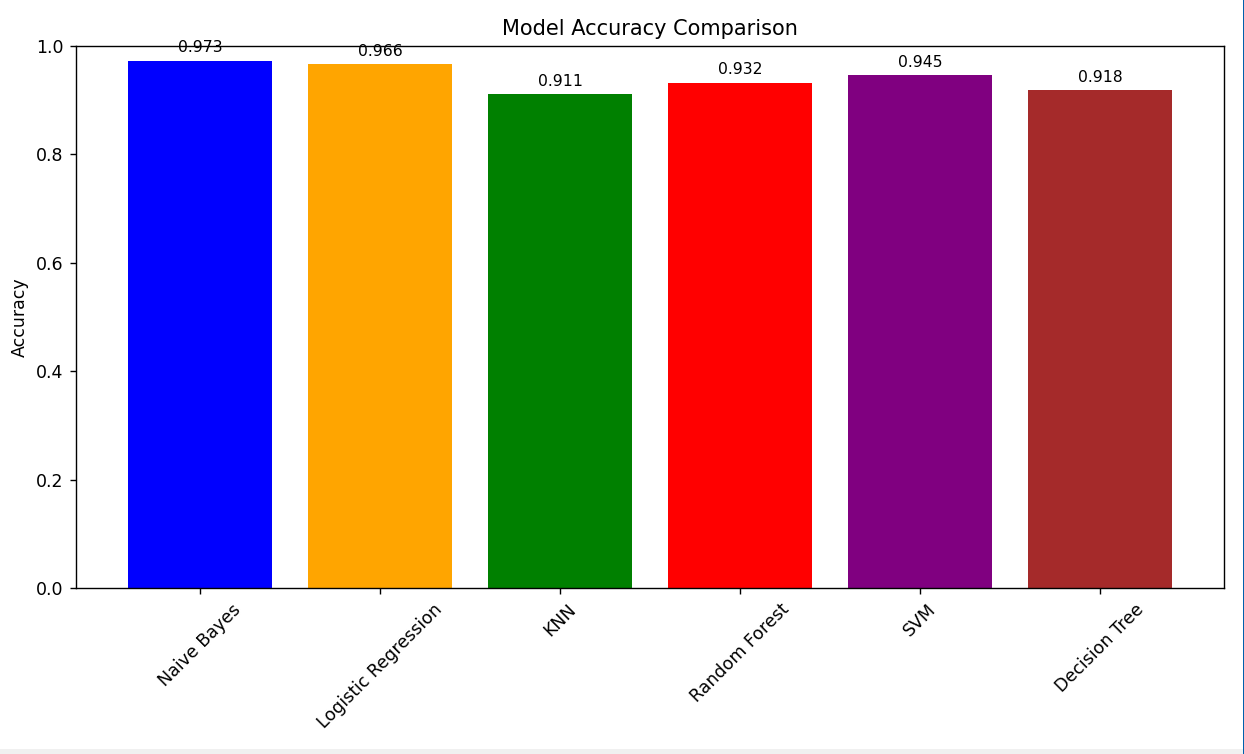 Model Accuracy Comparison
1.0
0.8
0.6
0.4
0.2
0.0
Accuracy
0.973
0.966
0.911
0.932
0.945
0.918
Naive Bayes
Logistic Regression
KNN
Random Forest
SVM
Decision Tree